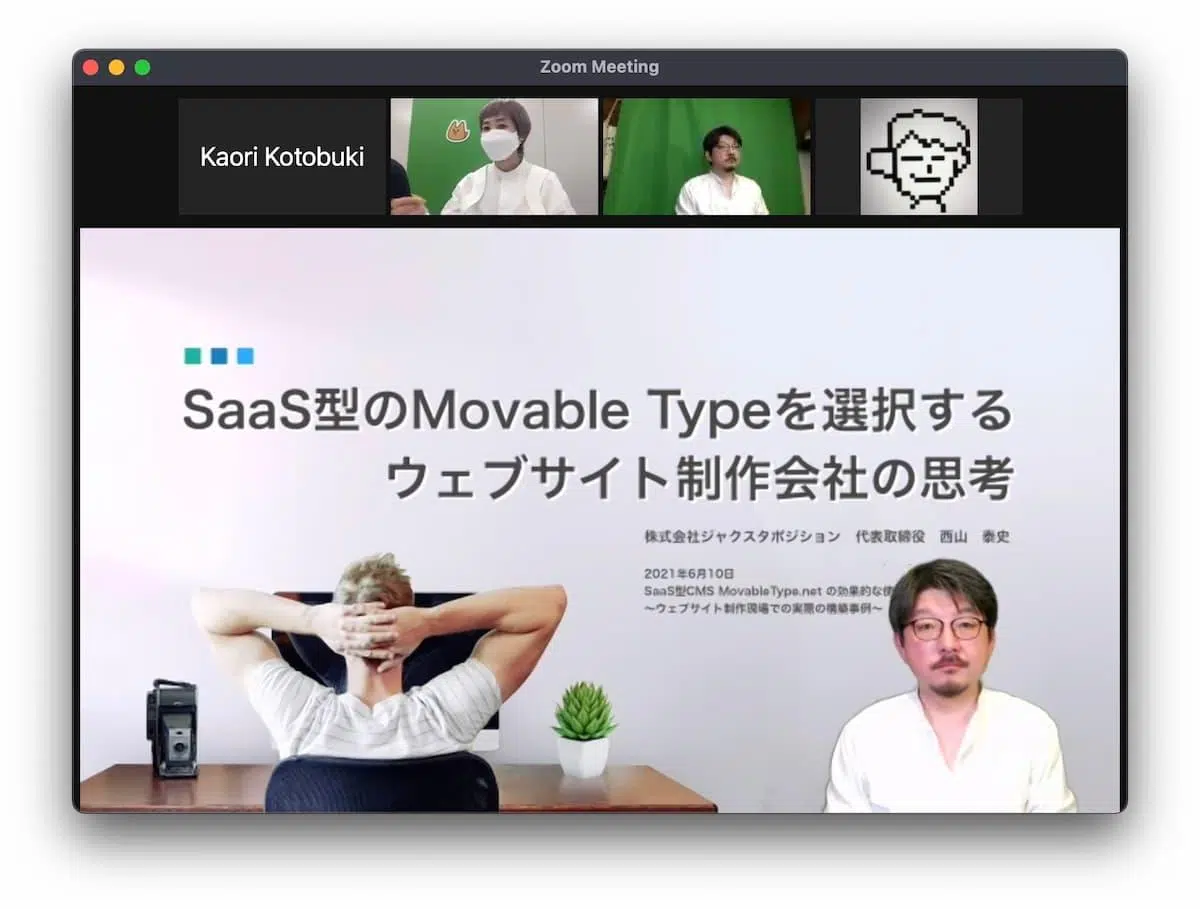 Zoom Meeting
Kaori Kotobuki
SaaS型のMovable Typeを選択する
ウェブサイト制作会社の思考
株式会社ジャクスタポジション　代表取締役　西山　泰史
2021年6月10日
SaaS型CMS MovableType.net の効果的な使
〜ウェブサイト制作現場での実際の構築事例〜